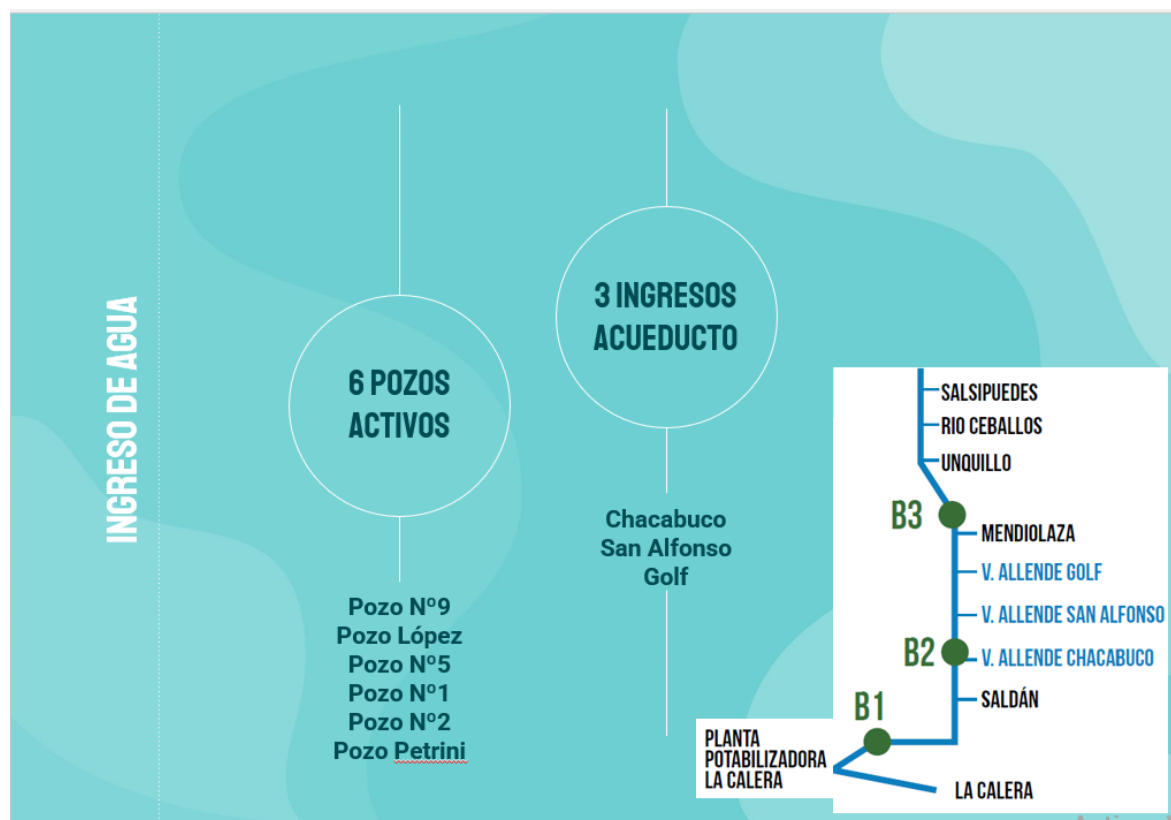 INGRESO DE AGUA
6 POZOS
ACTIVOS
Pozo Nº9
Pozo López
Pozo Nº5
Pozo Nº1
Pozo Nº2
Pozo Petrini
3 INGRESOS
ACUEDUCTO
Chacabuco
San Alfonso
Golf
SALSIPUEDES
RIO CEBALLOS
UNQUILLO
B3
MENDIOLAZA
V. ALLENDE GOLF
V. ALLENDE SAN ALFONSO
B2
V. ALLENDE CHACABUCO
SALDÁN
B1
PLANTA
POTABILIZADORA
LA CALERA
LA CALERA